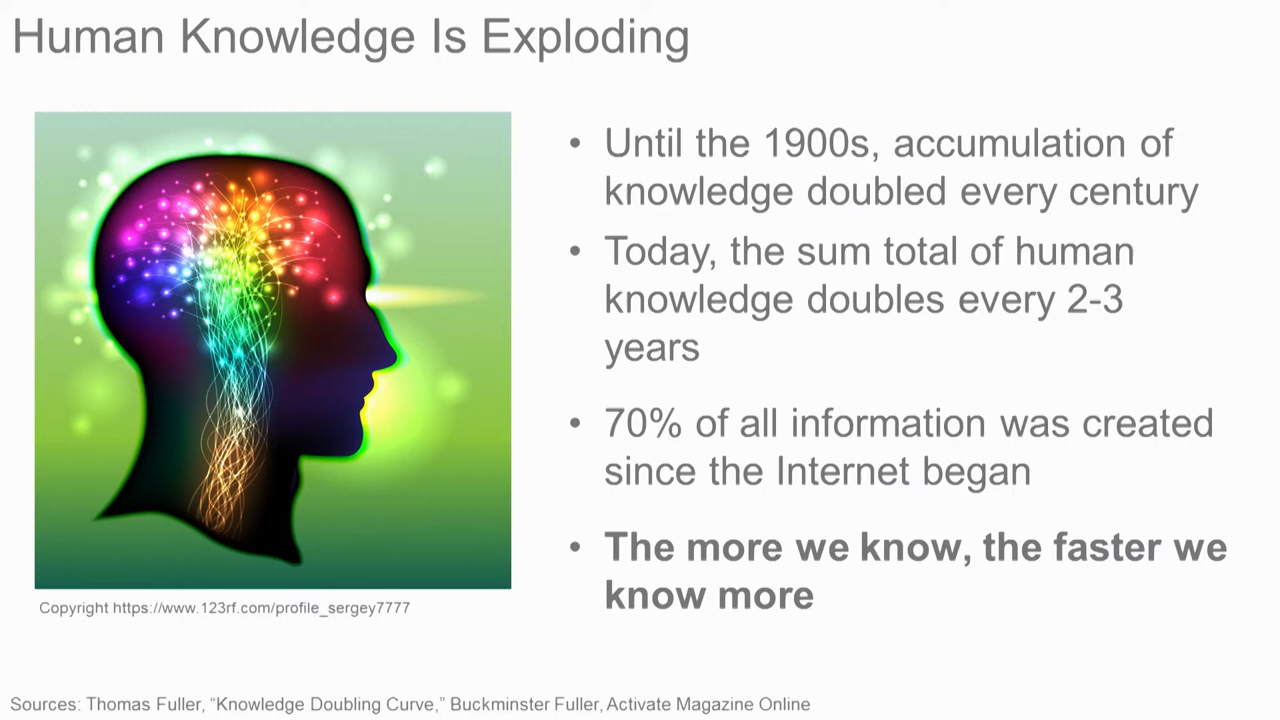 Human Knowledge Is Exploding
• Until the 1900s, accumulation of
knowledge doubled every century
• Today, the sum total of human
knowledge doubles every 2-3
years
• 70% of all information was created
since the Internet began
• The more we know, the faster we
know more
Copyright https://www.123rf.com/profile_sergey7777
Sources: Thomas Fuller, “Knowledge Doubling Curve,” Buckminster Fuller, Activate Magazine Online